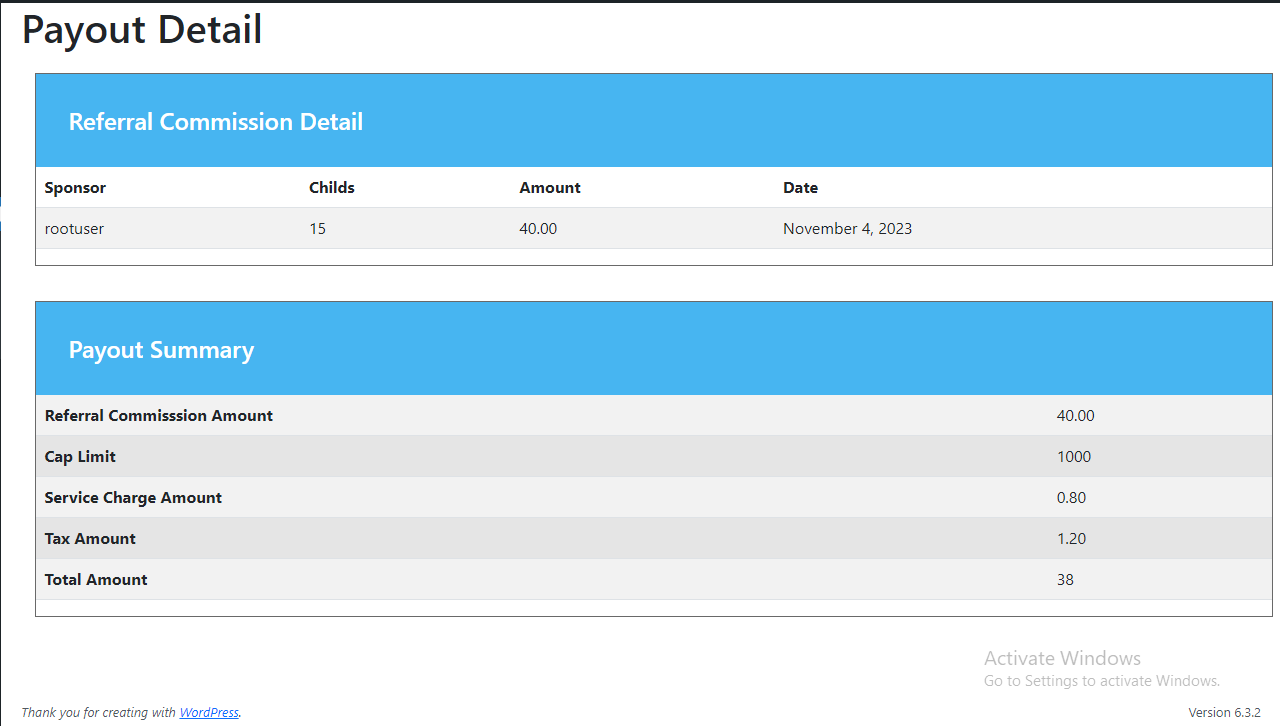 Payout Detail
Referral Commission Detail
Sponsor Childs Amount Date
rootuser 15 40.00 November 4, 2023
Payout Summary
Referral Commisssion Amount 40.00
Cap Limit 1000
Service Charge Amount 0.80
Tax Amount 1.20
Total Amount 38
Activate Windows
Go to Settings to activate Windows.
Thank you for creating with WordPress. Version 6.3.2